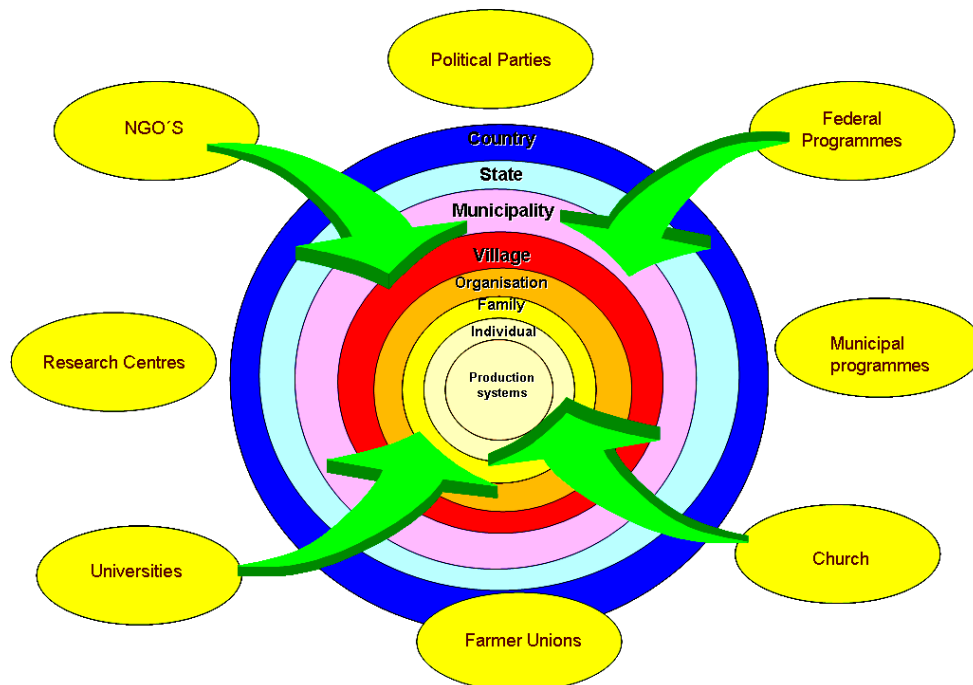 Political Parties
NGO´S
Federal
Programmes
Country
State
Municipality
Village
Organisation
Family
Individual
Production
systems
Research Centres
Municipal
programmes
Universities
Church
Farmer Unions